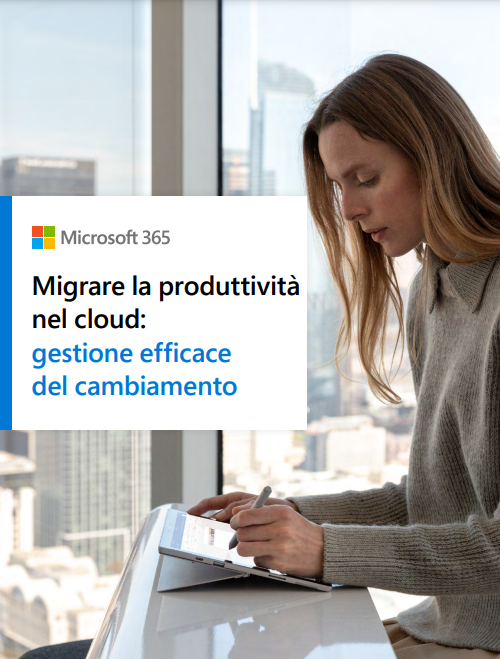 Microsoft 365
Migrare la produttività
nel cloud:
gestione efficace
del cambiamento